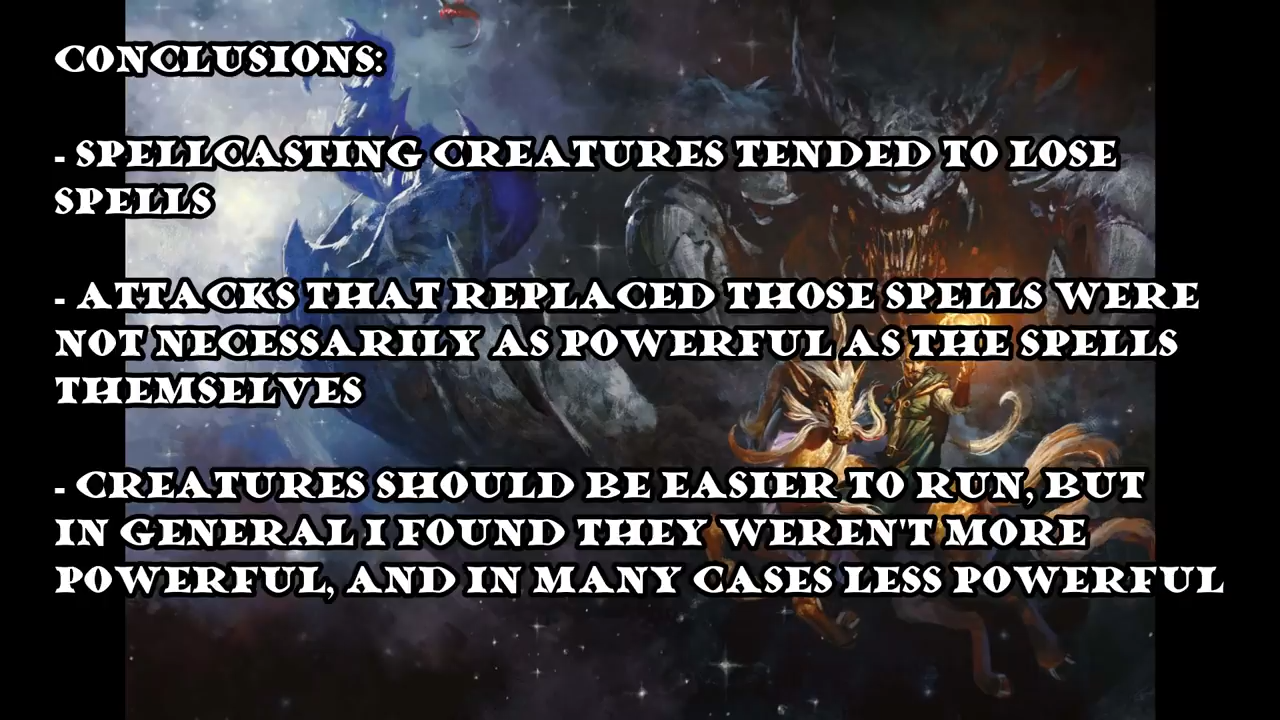 CONCLUSIONS:
- SPELLCASTING CREATURES TENDED TO LOSE
SPELLS
- ATTACKS THAT REPLACED THOSE SPELLS WERE
NOT NECESSARILY AS POWERFUL AS THE SPELLS
THEMSELVES
- CREATURES SHOULD BE EASIER TO RUN, BUT
IN GENERAL I FOUND THEY WEREN'T MORE
POWERFUL, AND IN MANY CASES LESS POWERFUL